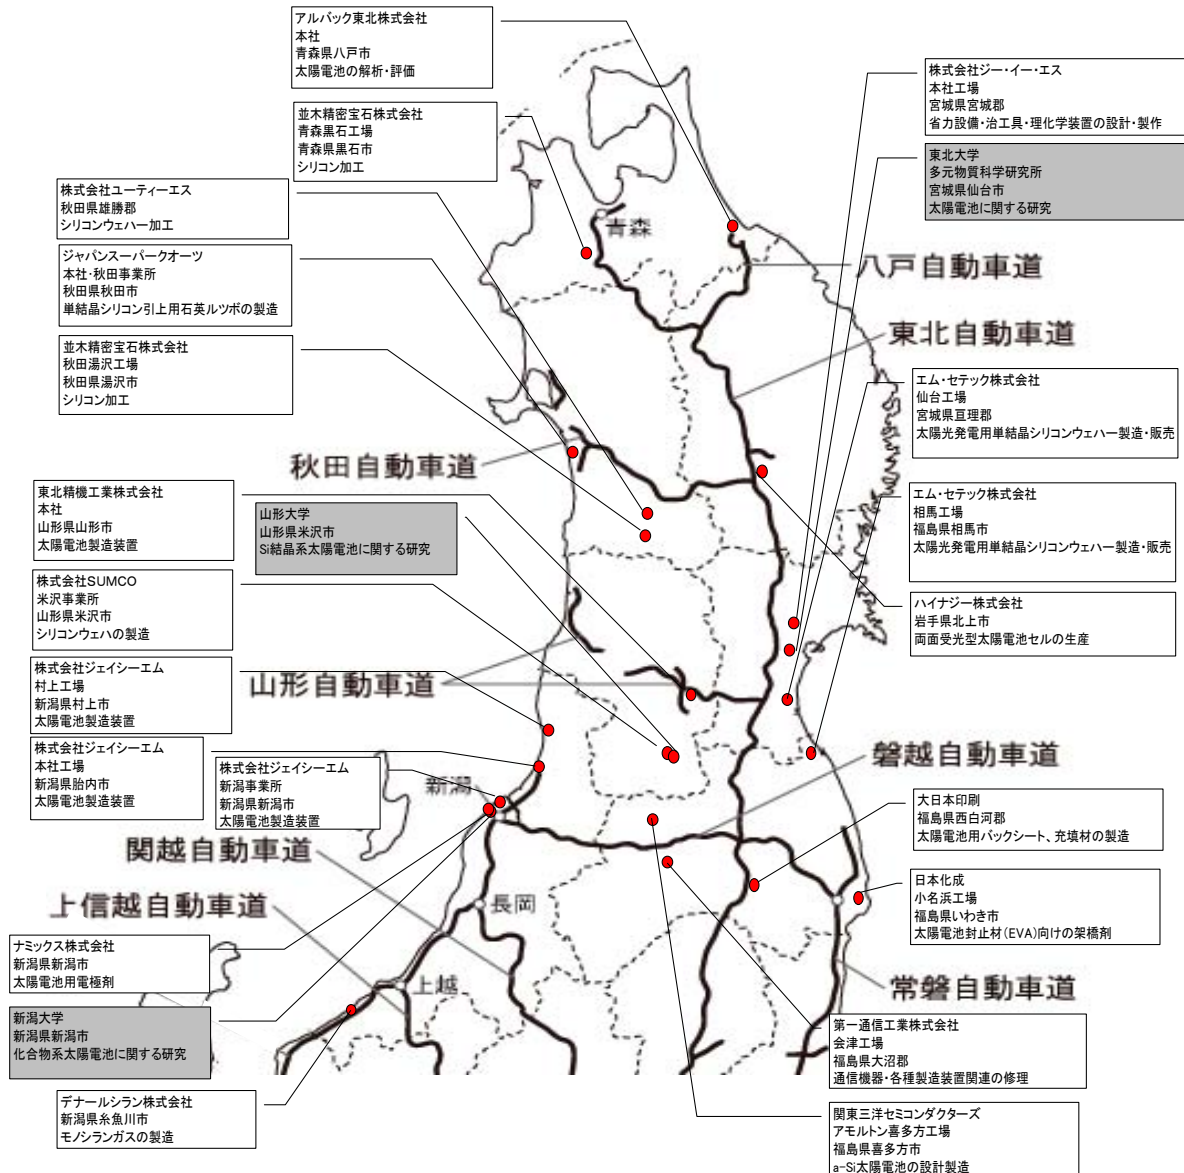 アルバック東北株式会社
本社
青森県八戸市
太陽電池の解析・評価
並木精密宝石株式会社
青森黒石工場
青森県黒石市
シリコン加工
株式会社ユーティーエス
秋田県雄勝郡
シリコンウェハー加工
ジャパンスーパークオーツ
本社・秋田事業所
秋田県秋田市
単結晶シリコン引上用石英ルツボの製造
並木精密宝石株式会社
秋田湯沢工場
秋田県湯沢市
シリコン加工
東北精機工業株式会社
本社
山形県山形市
太陽電池製造装置
山形大学
山形県米沢市
Si結晶系太陽電池に関する研究
株式会社SUMCO
米沢事業所
山形県米沢市
シリコンウェハの製造
株式会社ジェイシーエム
村上工場
新潟県村上市
太陽電池製造装置
株式会社ジェイシーエム
本社工場
新潟県胎内市
太陽電池製造装置
株式会社ジェイシーエム
新潟事業所
新潟県新潟市
太陽電池製造装置
ナミックス株式会社
新潟県新潟市
太陽電池用電極剤
新潟大学
新潟県新潟市
化合物系太陽電池に関する研究
デナールシラン株式会社
新潟県糸魚川市
モノシランガスの製造
株式会社ジー・イー・エス
本社工場
宮城県宮城郡
省力設備・治工具・理化学装置の設計・製作
東北大学
多元物質科学研究所
宮城県仙台市
太陽電池に関する研究
エム・セテック株式会社
仙台工場
宮城県亘理郡
太陽光発電用単結晶シリコンウェハー製造・販売
エム・セテック株式会社
相馬工場
福島県相馬市
太陽光発電用単結晶シリコンウェハー製造・販売
ハイナジー株式会社
岩手県北上市
両面受光型太陽電池セルの生産
大日本印刷
福島県西白河郡
太陽電池用バックシート、充填材の製造
日本化成
小名浜工場
福島県いわき市
太陽電池封止材(EVA)向けの架橋剤
第一通信工業株式会社
会津工場
福島県大沼郡
通信機器・各種製造装置関連の修理
関東三洋セミコンダクターズ
アモルトン喜多方工場
福島県喜多方市
a-Si太陽電池の設計製造
青森
八戸自動車道
東北自動車道
秋田自動車道
山形自動車道
磐越自動車道
新潟
関越自動車道
上信越自動車道
長岡
上越
常磐自動車道